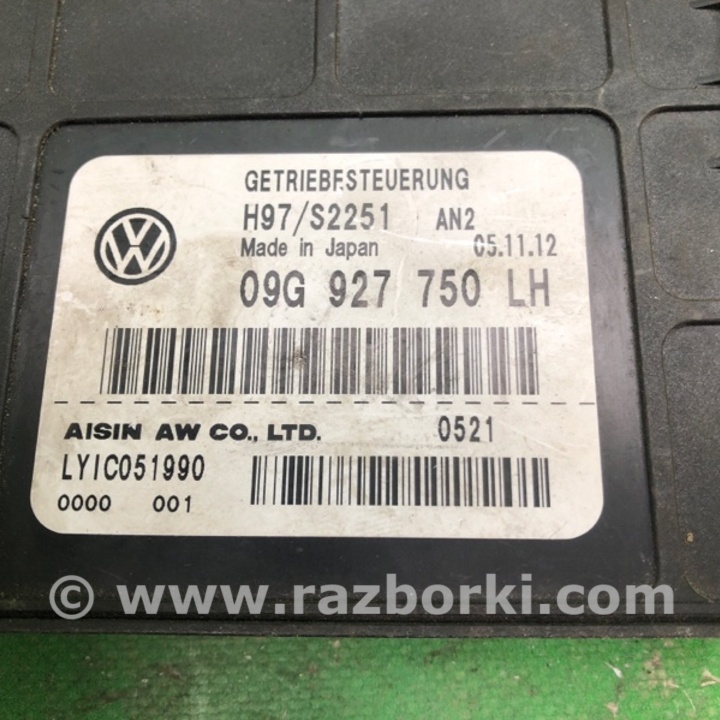 GETRIEBESTEUERUNG
H97/S2251 AN2
Made in Japan 05.11.12
09G 927 750 LH
AISIN AW CO., LTD. 0521
LYIC051990
0000 001
© www.razborki.com